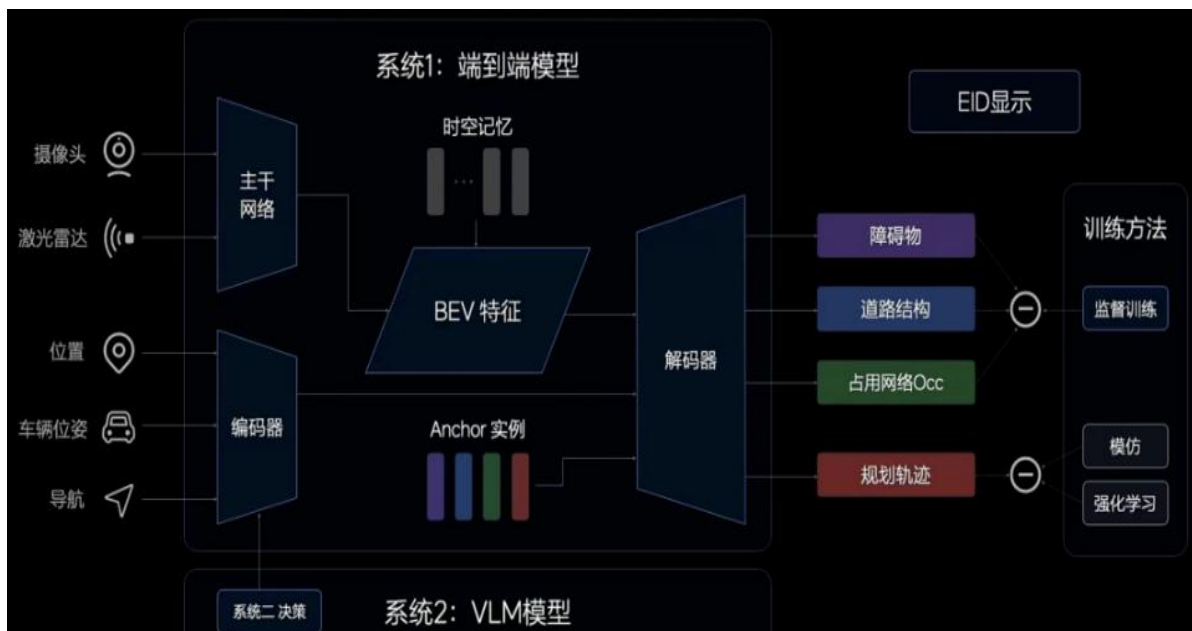 系统1：端到端模型
EID显示
摄像头
激光雷达
主干
网络
时空记忆
BEV 特征
位置
车辆位姿
导航
编码器
Anchor 实例
解码器
障碍物
道路结构
占用网络Occ
规划轨迹
训练方法
监督训练
模仿
强化学习
系统二 决策
系统2：VLM模型